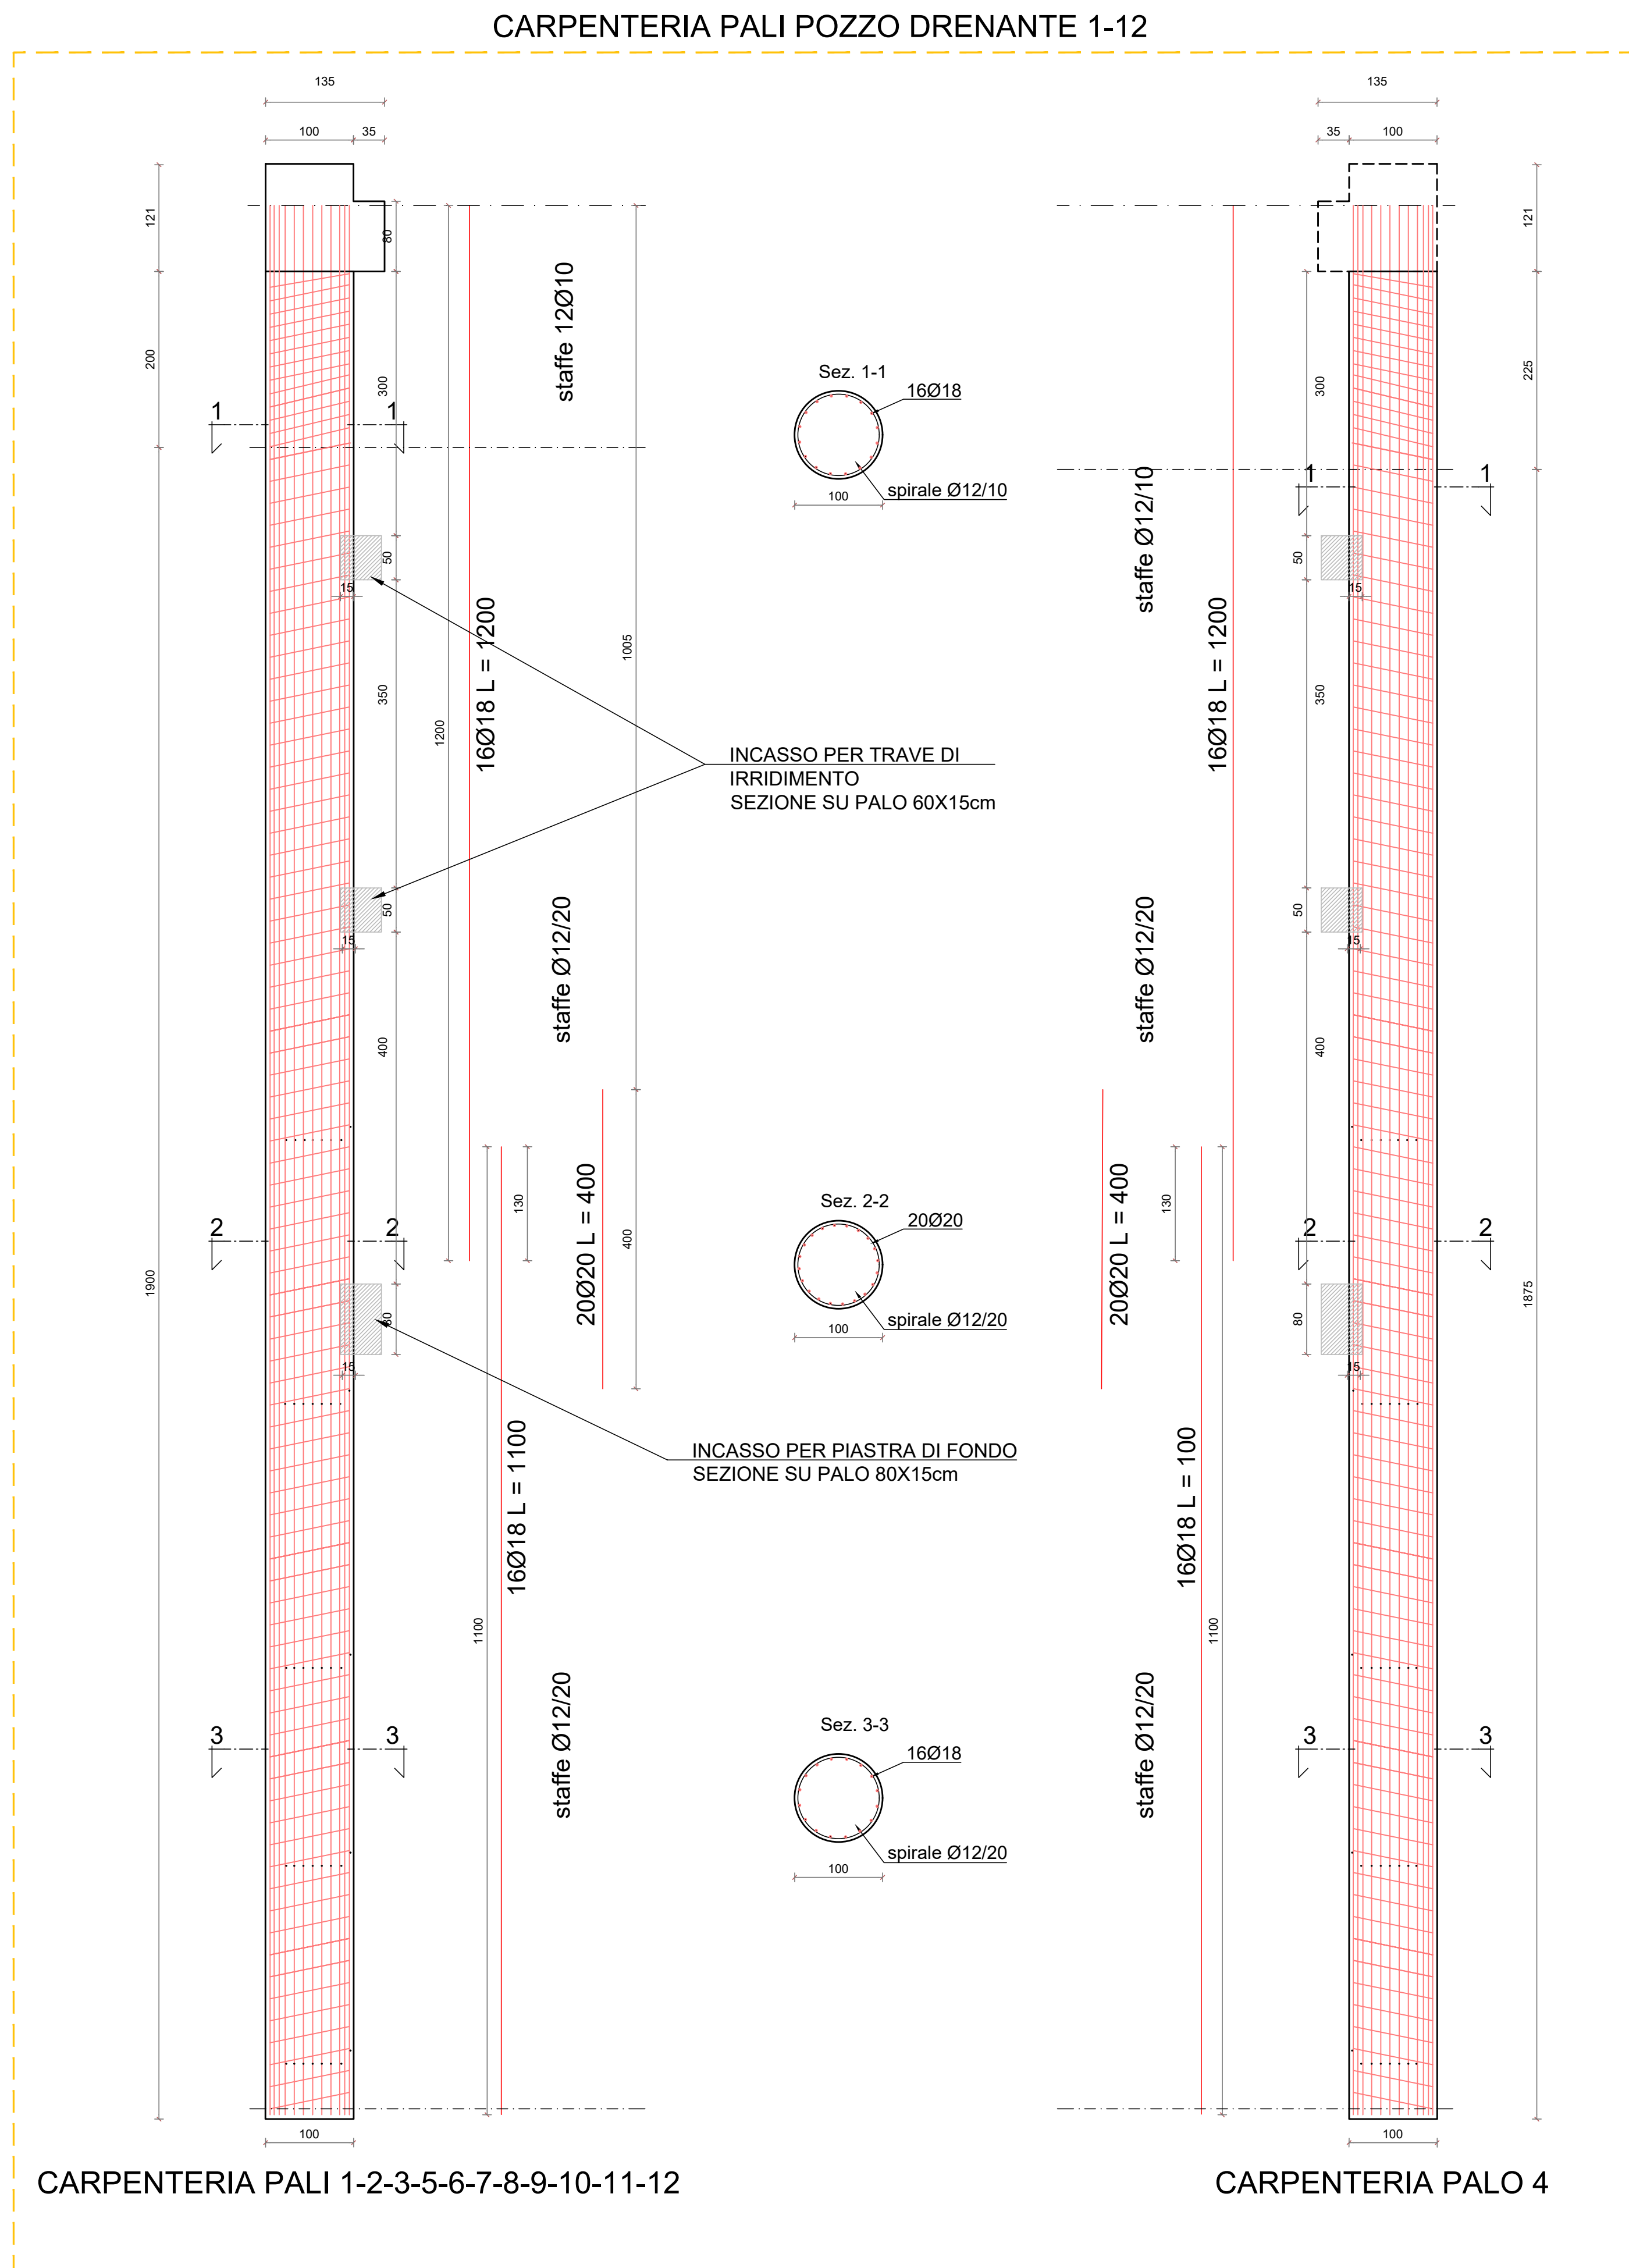 CARPENTERIA PALI POZZO DRENANTE 1-12
135
100
35
121
80
200
300
1
1
1900
50
15
350
50
15
400
2
2
80
15
3
3
100
1200
16Ø18 L = 1200
staffe 12Ø10
1005
staffe Ø12/20
130
20Ø20 L = 400
400
1100
16Ø18 L = 1100
staffe Ø12/20
INCASSO PER TRAVE DI
IRRIDIMENTO
SEZIONE SU PALO 60X15cm
INCASSO PER PIASTRA DI FONDO
SEZIONE SU PALO 80X15cm
Sez. 1-1
16Ø18
spirale Ø12/10
100
Sez. 2-2
20Ø20
spirale Ø12/20
100
Sez. 3-3
16Ø18
spirale Ø12/20
100
135
35
100
121
225
300
1
1
staffe Ø12/10
50
15
16Ø18 L = 1200
350
50
15
staffe Ø12/20
400
20Ø20 L = 400
130
2
2
80
15
1875
16Ø18 L = 100
1100
staffe Ø12/20
3
3
100
CARPENTERIA PALI 1-2-3-5-6-7-8-9-10-11-12
CARPENTERIA PALO 4